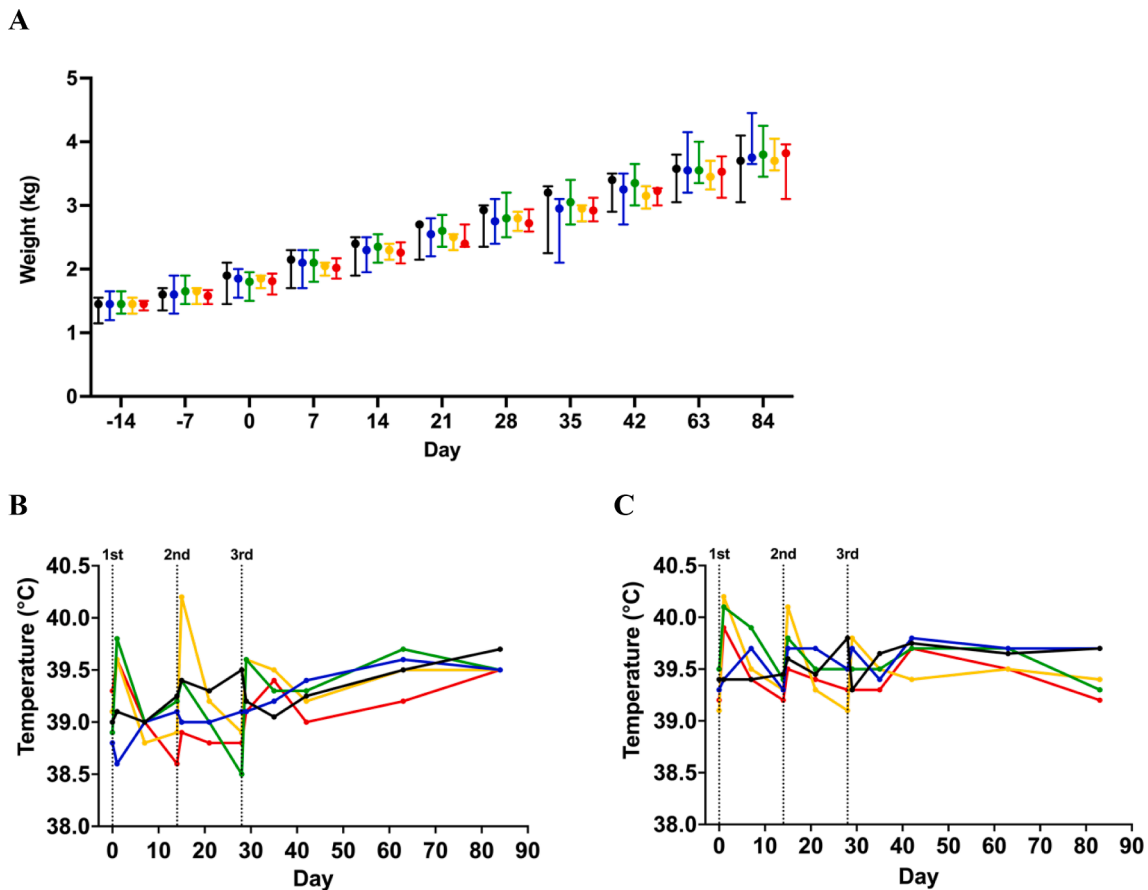 A
Weight (kg)
5
4
3
2
1
0
-14 -7 0 7 14 21 28 35 42 63 84
Day
B
1st 2nd 3rd
Temperature (°C)
40.5
40.0
39.5
39.0
38.5
38.0
0 10 20 30 40 50 60 70 80 90
Day
C
1st 2nd 3rd
Temperature (°C)
40.5
40.0
39.5
39.0
38.5
38.0
0 10 20 30 40 50 60 70 80 90
Day